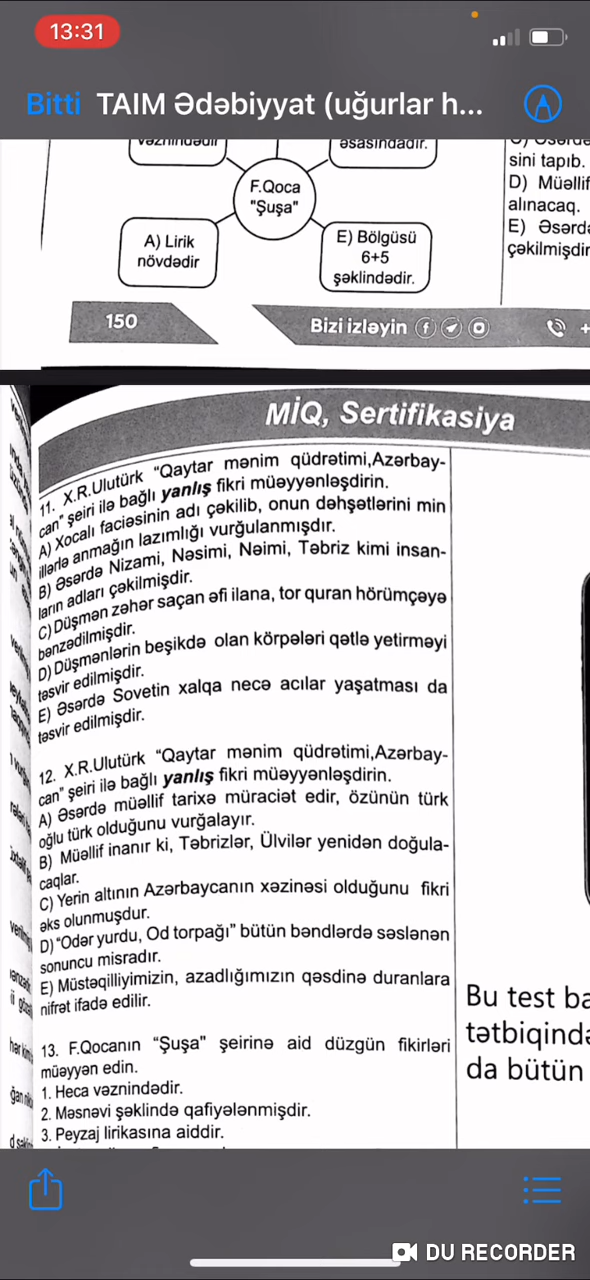 13:31
Bitti TAIM Ədəbiyyat (uğurlar h...
vəznindədir
əsasındadır.
F.Qoca
"Şuşa"
A) Lirik
növdədir
E) Bölgüsü
6+5
şəklindədir.
sini tapıb.
D) Müəllif
alınacaq.
E) Əsərdə
çəkilmişdir
150
Bizi izləyin
MİQ, Sertifikasiya
11. X.R.Ulutürk "Qaytar mənim qüdrətimi,Azərbay-
can" şeiri ilə bağlı yanlış fikri müəyyənləşdirin.
A) Xocalı faciəsinin adı çəkilib, onun dəhşətlərini min
illərlə anmağın lazımlığı vurğulanmışdır.
B) Əsərdə Nizami, Nəsimi, Nəimi, Təbriz kimi insan-
ların adları çəkilmişdir.
C) Düşmən zəhər saçan əfi ilana, tor quran hörümçəyə
bənzədilmişdir.
D) Düşmənlərin beşikdə olan körpələri qətlə yetirməyi
təsvir edilmişdir.
E) Əsərdə Sovetin xalqa necə acılar yaşatması da
təsvir edilmişdir.
12. X.R.Ulutürk "Qaytar mənim qüdrətimi,Azərbay-
can" şeiri ilə bağlı yanlış fikri müəyyənləşdirin.
A) Əsərdə müəllif tarixə müraciət edir, özünün türk
oğlu türk olduğunu vurğalayır.
B) Müəllif inanır ki, Təbrizlər, Ülvilər yenidən doğula-
caqlar.
C) Yerin altının Azərbaycanın xəzinəsi olduğunu fikri
əks olunmuşdur.
D) "Odər yurdu, Od torpağı" bütün bəndlərdə səslənən
sonuncu misradır.
E) Müstəqilliyimizin, azadlığımızın qəsdinə duranlara
nifrət ifadə edilir.
13. F.Qocanın "Şuşa" şeirinə aid düzgün fikirləri
müəyyən edin.
1. Heca vəznindədir.
2. Məsnəvi şəklində qafiyələnmişdir.
3. Peyzaj lirikasına aiddir.
Bu test ba
tətbiqində
da bütün
DU RECORDER